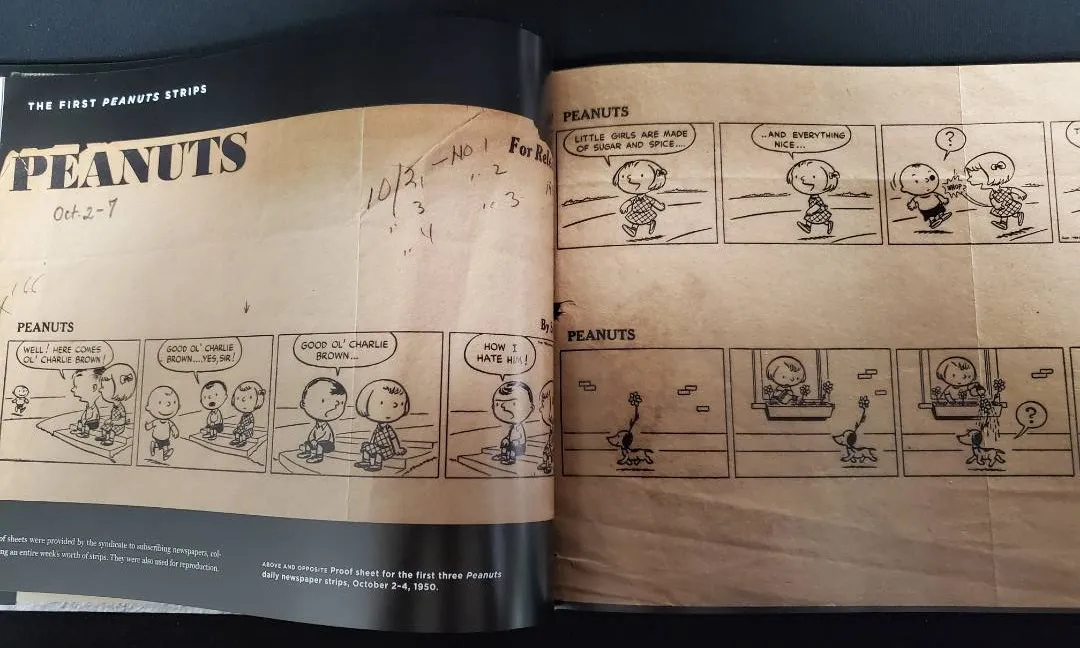 THE FIRST PEANUTS STRIPS
PEANUTS
Oct. 2-7
10/2 - NO 1
3 " 2
" 4 " 3
For Rel
PEANUTS
By S
WELL! HERE COMES
OL' CHARLIE BROWN!
GOOD OL' CHARLIE
BROWN....YES, SIR!
GOOD OL' CHARLIE
BROWN...
HOW I
HATE HIM!
of sheets were provided by the syndicate to subscribing newspapers, col-
ng an entire week's worth of strips. They were also used for reproduction.
ABOVE AND OPPOSITE Proof sheet for the first three Peanuts
daily newspaper strips, October 2–4, 1950.
PEANUTS
LITTLE GIRLS ARE MADE
OF SUGAR AND SPICE....
..AND EVERYTHING
NICE...
?
WHOP!
PEANUTS
?